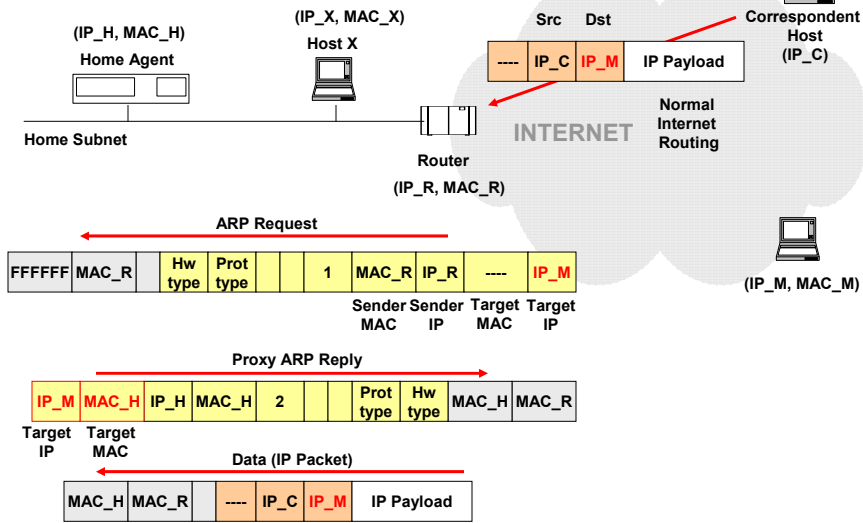 (IP_H, MAC_H)
Home Agent
(IP_X, MAC_X)
Host X
Src Dst
---- IP_C IP_M IP Payload
Correspondent
Host
(IP_C)
Home Subnet
INTERNET
Normal
Internet
Routing
Router
(IP_R, MAC_R)
(IP_M, MAC_M)
ARP Request
FFFFFF MAC_R Hw type Prot type 1 MAC_R IP_R ---- IP_M
Sender MAC Sender IP Target MAC Target IP
Proxy ARP Reply
IP_M MAC_H IP_H MAC_H 2 Prot type Hw type MAC_H MAC_R
Target IP Target MAC
Data (IP Packet)
MAC_H MAC_R ---- IP_C IP_M IP Payload